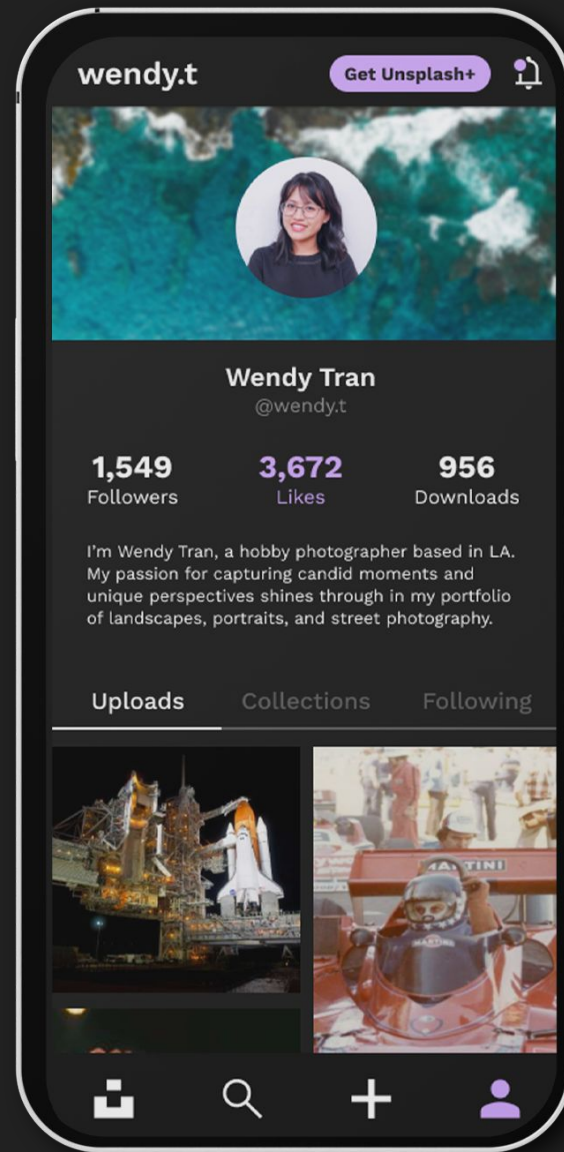 wendy.t
Get Unsplash+
Wendy Tran
@wendy.t
1,549
Followers
3,672
Likes
956
Downloads
I'm Wendy Tran, a hobby photographer based in LA.
My passion for capturing candid moments and
unique perspectives shines through in my portfolio
of landscapes, portraits, and street photography.
Uploads
Collections
Following
MARTINI
MARTINI